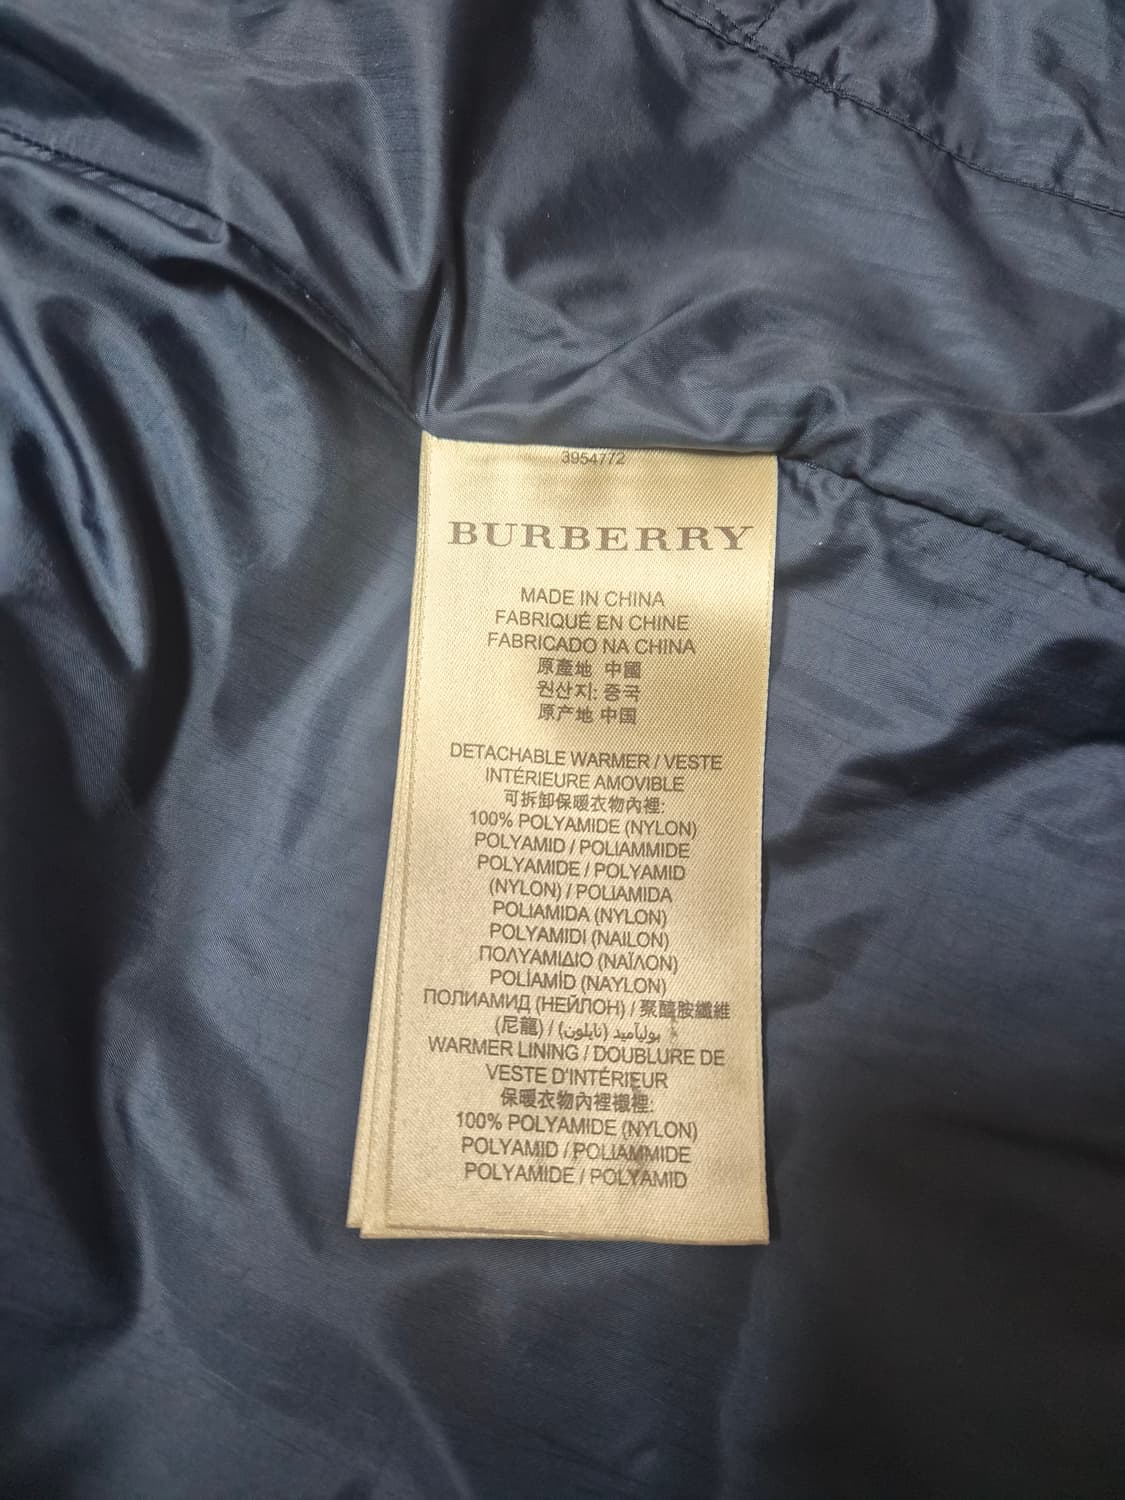 3954772
BURBERRY
MADE IN CHINA
FABRIQUÉ EN CHINE
FABRICADO NA CHINA
原產地 中國
원산지: 중국
原产地 中国
DETACHABLE WARMER / VESTE
INTÉRIEURE AMOVIBLE
可拆卸保暖衣物內裡:
100% POLYAMIDE (NYLON)
POLYAMID / POLIAMMIDE
POLYAMIDE / POLYAMID
(NYLON) / POLIAMIDA
POLIAMIDA (NYLON)
POLYAMIDI (NAILON)
ΠΟΛΥΑΜΙΔΙΟ (ΝΑΪΛΟΝ)
POLİAMİD (NAYLON)
ПОЛИАМИД (НЕЙЛОН) / 聚醯胺纖維
(尼龍) / بولياميد (نايلون)
WARMER LINING / DOUBLURE DE
VESTE D'INTÉRIEUR
保暖衣物內裡襯裡:
100% POLYAMIDE (NYLON)
POLYAMID / POLIAMMIDE
POLYAMIDE / POLYAMID